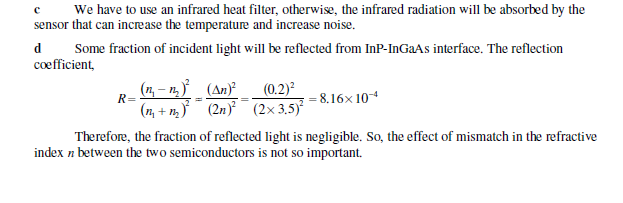 c We have to use an infrared heat filter, otherwise, the infrared radiation will be absorbed by the
sensor that can increase the temperature and increase noise.
d Some fraction of incident light will be reflected from InP-InGaAs interface. The reflection
coefficient,
R = (n₁ − n₂)² / (n₁ + n₂)² = (Δn)² / (2n)² = (0.2)² / (2×3.5)² = 8.16×10⁻⁴
Therefore, the fraction of reflected light is negligible. So, the effect of mismatch in the refractive
index n between the two semiconductors is not so important.